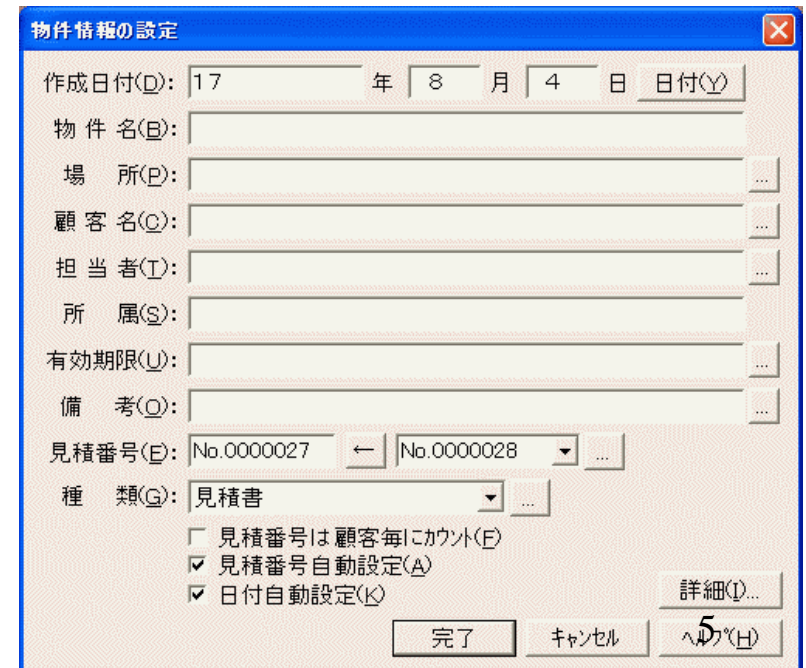 物件情報の設定
作成日付(D): 17 年 8 月 4 日 日付(Y)
物 件 名(B):
場 所(P): ...
顧 客 名(C): ...
担 当 者(T): ...
所 属(S):
有効期限(U): ...
備 考(O): ...
見積番号(E): No.0000027 ← No.0000028 ...
種 類(G): 見積書 ...
見積番号は顧客毎にカウント(F)
見積番号自動設定(A)
日付自動設定(K)
詳細(I)...
完了 キャンセル ヘルプ(H)
5